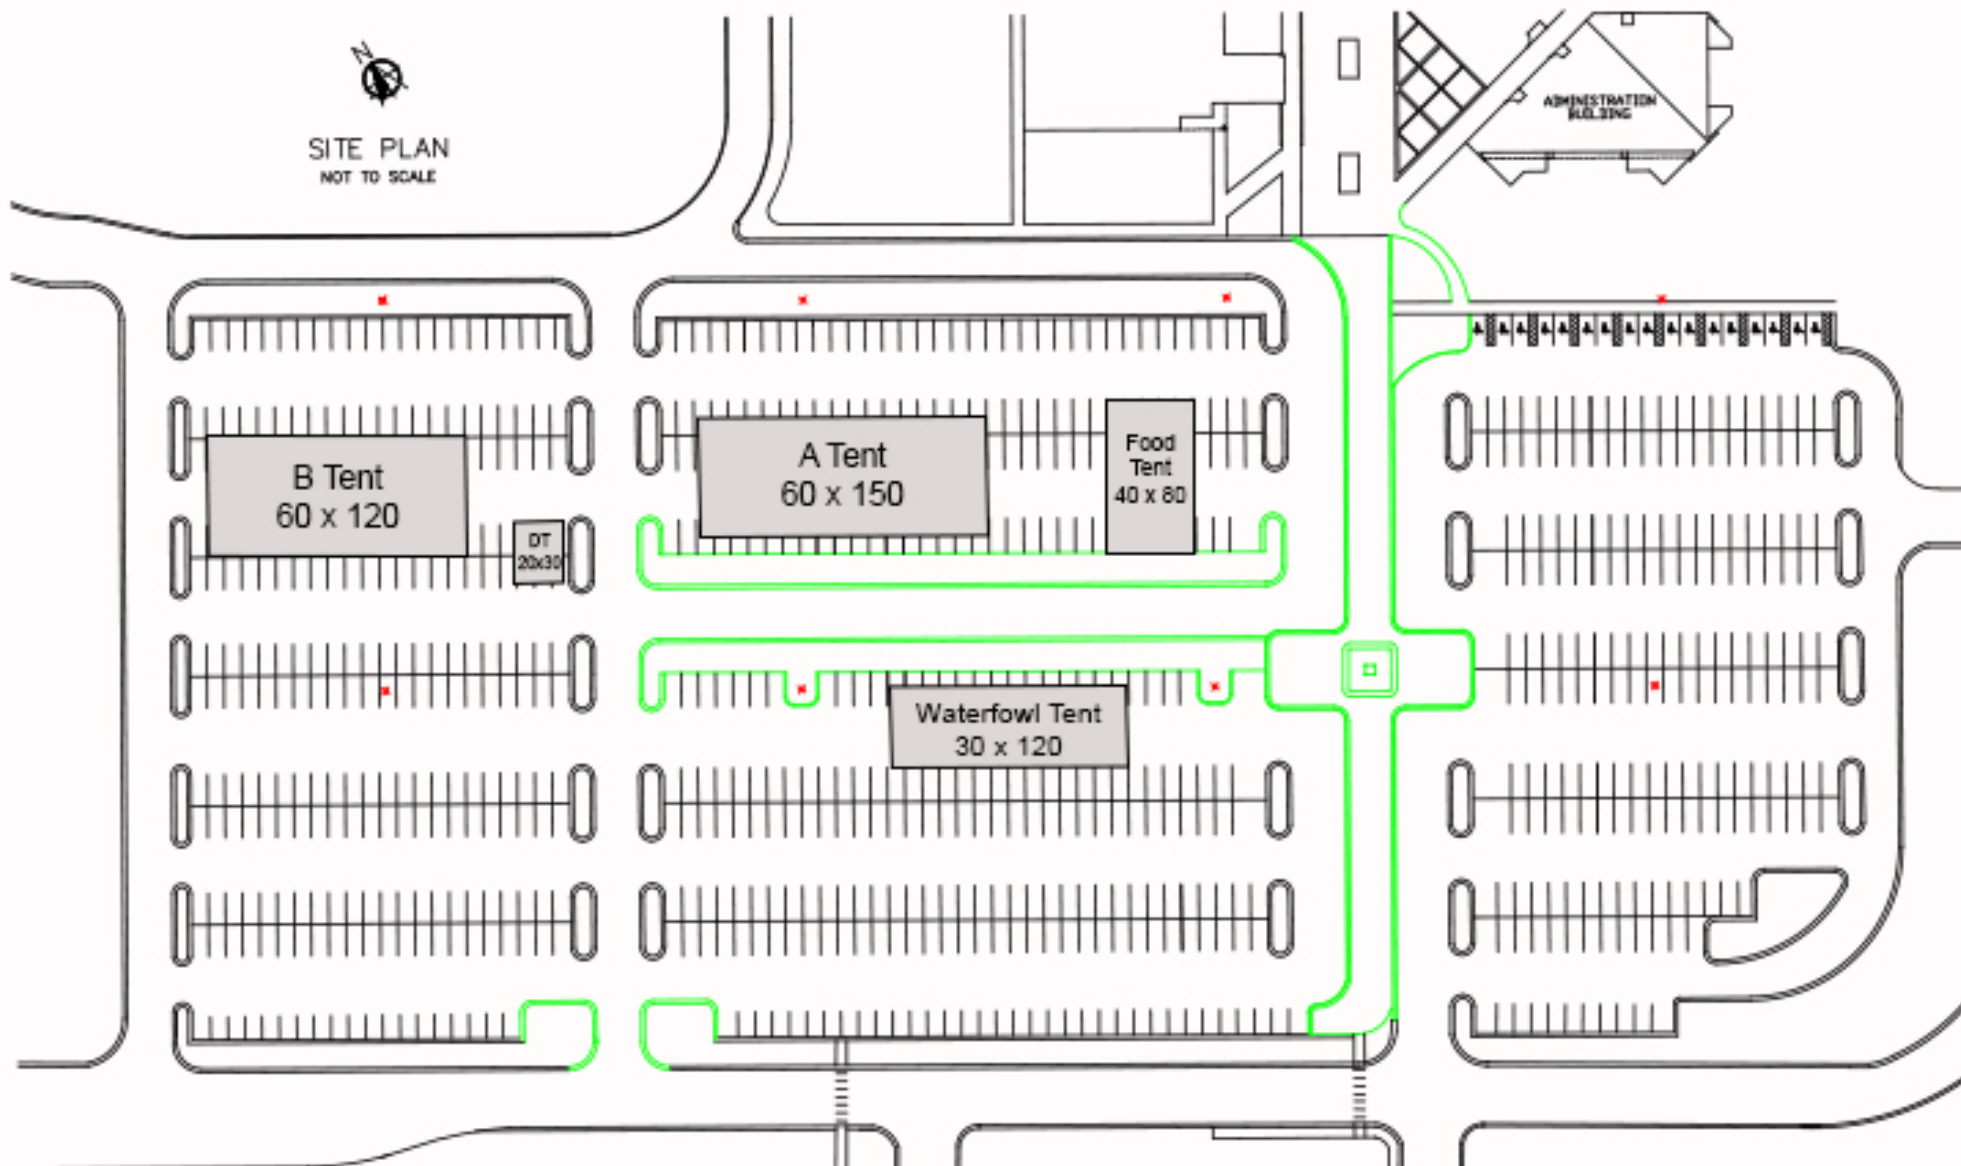 N
SITE PLAN
NOT TO SCALE
ADMINISTRATION
BUILDING
B Tent
60 x 120
DT
20x30
A Tent
60 x 150
Food
Tent
40 x 80
Waterfowl Tent
30 x 120